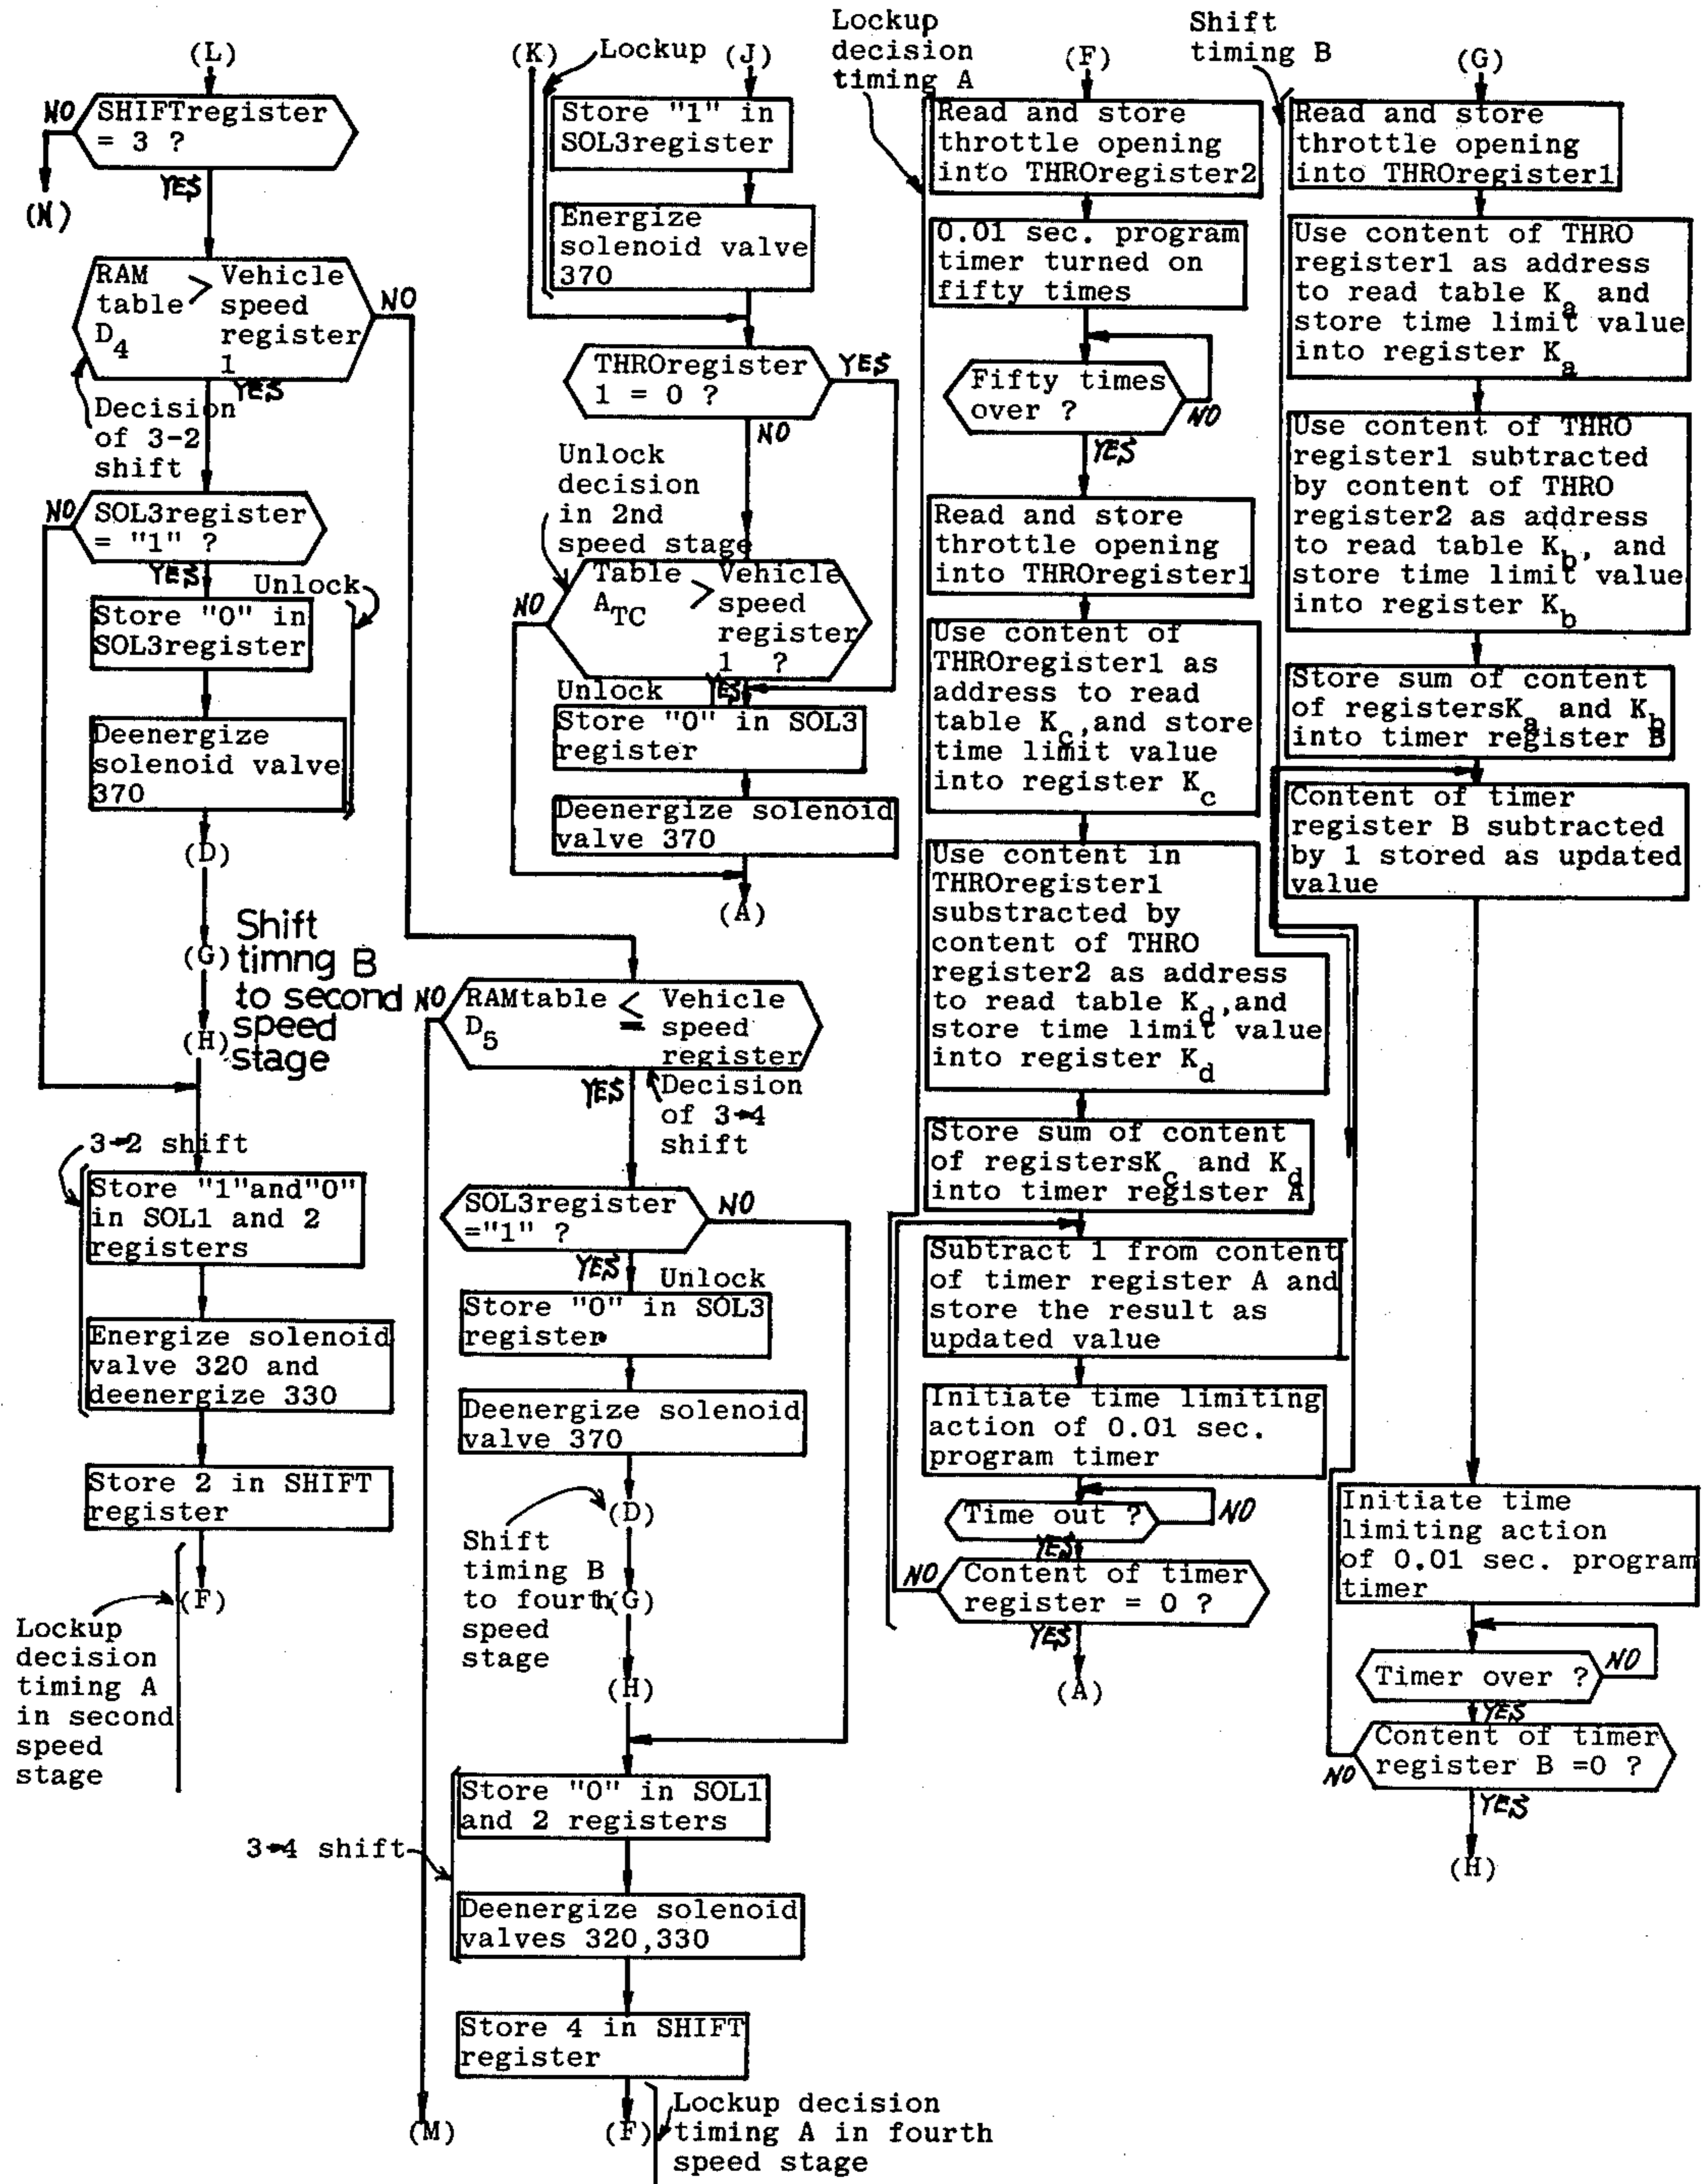 (L)
NO
SHIFTregister
= 3 ?
YES
(N)
RAM
table
D4
>
Vehicle
speed
register
1
NO
YES
Decision
of 3-2
shift
NO
SOL3register
= "1" ?
YES
Unlock
Store "0" in
SOL3register
Deenergize
solenoid valve
370
(D)
(G)
(H)
Shift
timng B
to second
speed
stage
3→2 shift
Store "1"and"0"
in SOL1 and 2
registers
Energize solenoid
valve 320 and
deenergize 330
Store 2 in SHIFT
register
(F)
Lockup
decision
timing A
in second
speed
stage
(K)
Lockup
(J)
Store "1" in
SOL3register
Energize
solenoid valve
370
THROregister
1 = 0 ?
YES
NO
Unlock
decision
in 2nd
speed stage
Table
ATC
>
Vehicle
speed
register
1 ?
NO
YES
Unlock
Store "0" in SOL3
register
Deenergize solenoid
valve 370
(A)
NO
RAMtable
D5
≦
Vehicle
speed
register
YES
Decision
of 3→4
shift
SOL3register
="1" ?
NO
YES
Unlock
Store "0" in SOL3
register
Deenergize solenoid
valve 370
(D)
Shift
timing B
to fourth
speed
stage
(G)
(H)
Store "0" in SOL1
and 2 registers
3→4 shift
Deenergize solenoid
valves 320,330
Store 4 in SHIFT
register
(M)
(F)
Lockup decision
timing A in fourth
speed stage
Lockup
decision
timing A
(F)
Read and store
throttle opening
into THROregister2
0.01 sec. program
timer turned on
fifty times
Fifty times
over ?
NO
YES
Read and store
throttle opening
into THROregister1
Use content of
THROregister1 as
address to read
table Kc,and store
time limit value
into register Kc
Use content in
THROregister1
substracted by
content of THRO
register2 as address
to read table Kd,and
store time limit value
into register Kd
Store sum of content
of registersKc and Kd
into timer register A
Subtract 1 from content
of timer register A and
store the result as
updated value
Initiate time limiting
action of 0.01 sec.
program timer
Time out ?
NO
YES
NO
Content of timer
register = 0 ?
YES
(A)
Shift
timing B
(G)
Read and store
throttle opening
into THROregister1
Use content of THRO
register1 as address
to read table Ka and
store time limit value
into register Ka
Use content of THRO
register1 subtracted
by content of THRO
register2 as address
to read table Kb, and
store time limit value
into register Kb
Store sum of content
of registersKa and Kb
into timer register B
Content of timer
register B subtracted
by 1 stored as updated
value
Initiate time
limiting action
of 0.01 sec. program
timer
Timer over ?
NO
YES
Content of timer
register B =0 ?
NO
YES
(H)